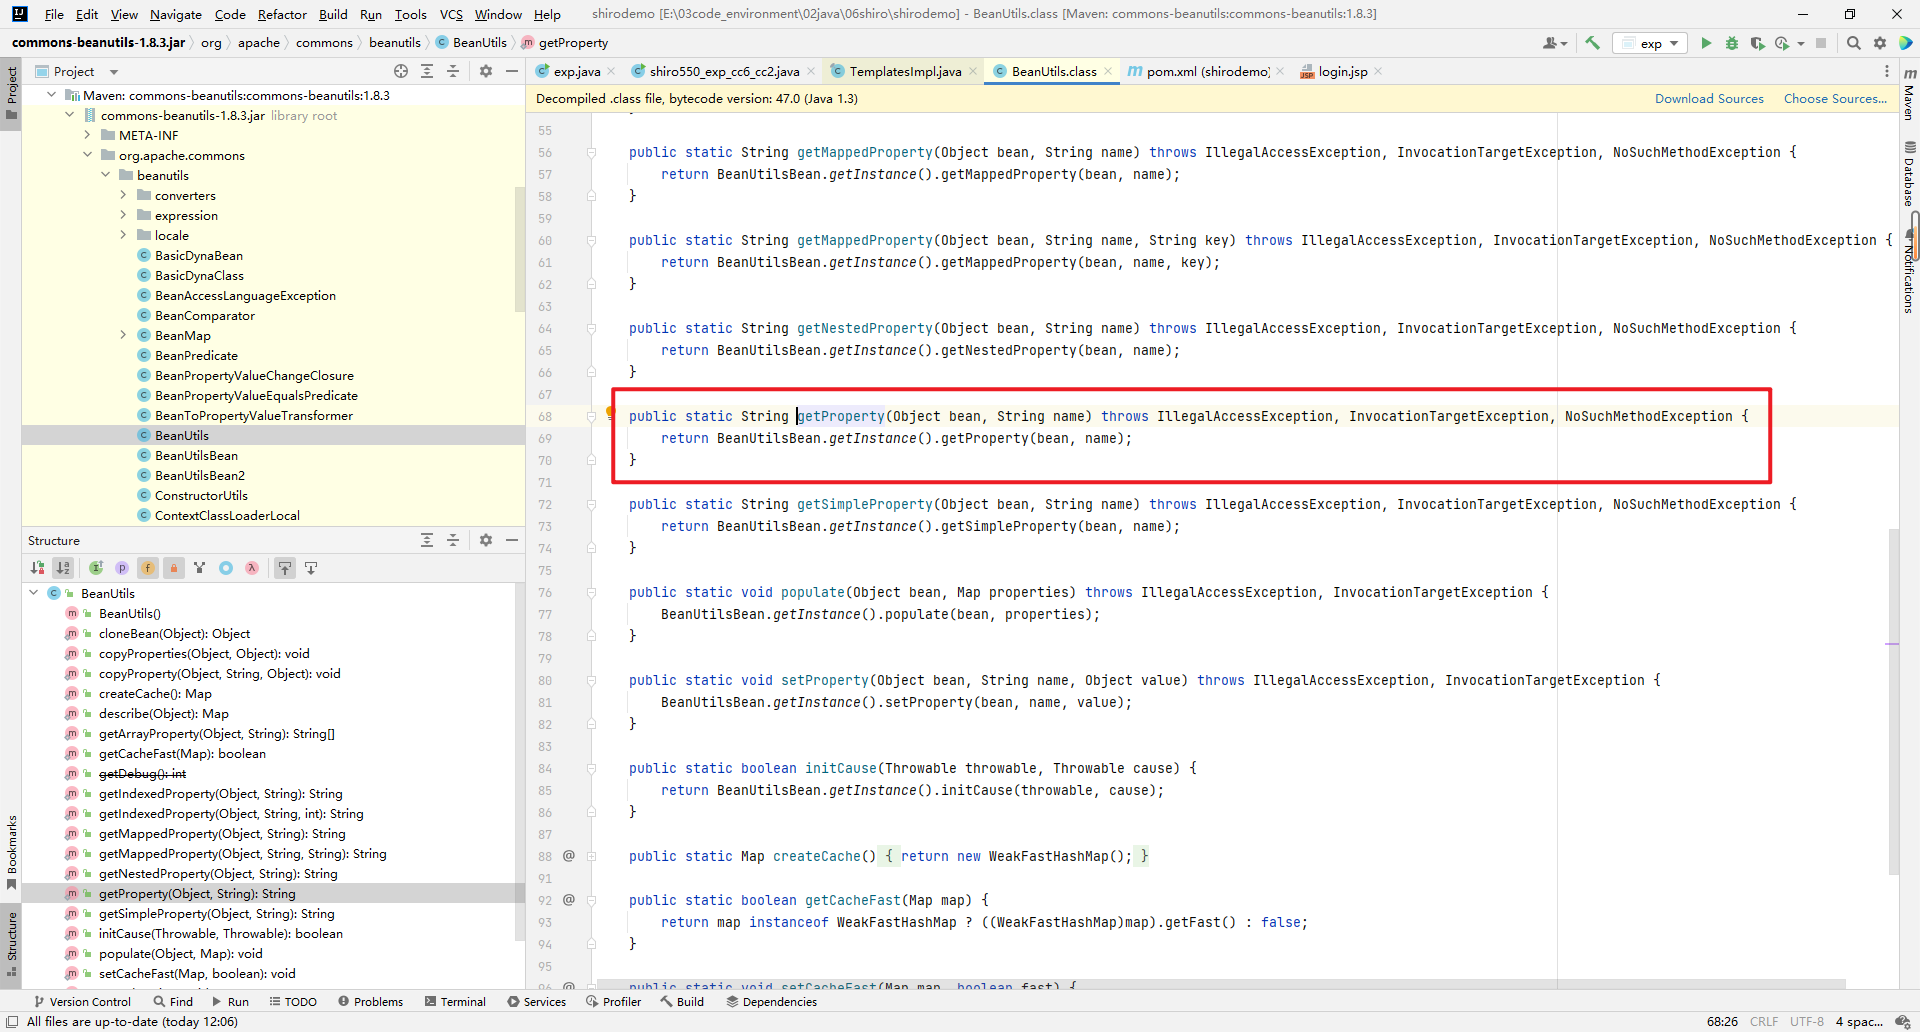 File Edit View Navigate Code Refactor Build Run Tools VCS Window Help shirodemo [E:\03code_environment\02java\06shiro\shirodemo] - BeanUtils.class [Maven: commons-beanutils:commons-beanutils:1.8.3]
commons-beanutils-1.8.3.jar org apache commons beanutils BeanUtils getProperty exp
Project exp.java shiro550_exp_cc6_cc2.java TemplatesImpl.java BeanUtils.class pom.xml (shirodemo) login.jsp
Decompiled .class file, bytecode version: 47.0 (Java 1.3) Download Sources Choose Sources...
Project
Maven: commons-beanutils:commons-beanutils:1.8.3
commons-beanutils-1.8.3.jar library root
META-INF
org.apache.commons
beanutils
converters
expression
locale
BasicDynaBean
BasicDynaClass
BeanAccessLanguageException
BeanComparator
BeanMap
BeanPredicate
BeanPropertyValueChangeClosure
BeanPropertyValueEqualsPredicate
BeanToPropertyValueTransformer
BeanUtils
BeanUtilsBean
BeanUtilsBean2
ConstructorUtils
ContextClassLoaderLocal
Structure
BeanUtils
BeanUtils()
cloneBean(Object): Object
copyProperties(Object, Object): void
copyProperty(Object, String, Object): void
createCache(): Map
describe(Object): Map
getArrayProperty(Object, String): String[]
getCacheFast(Map): boolean
getDebug(): int
getIndexedProperty(Object, String): String
getIndexedProperty(Object, String, int): String
getMappedProperty(Object, String): String
getMappedProperty(Object, String, String): String
getNestedProperty(Object, String): String
getProperty(Object, String): String
getSimpleProperty(Object, String): String
initCause(Throwable, Throwable): boolean
populate(Object, Map): void
setCacheFast(Map, boolean): void
Bookmarks
Structure
55
56 public static String getMappedProperty(Object bean, String name) throws IllegalAccessException, InvocationTargetException, NoSuchMethodException {
57 return BeanUtilsBean.getInstance().getMappedProperty(bean, name);
58 }
59
60 public static String getMappedProperty(Object bean, String name, String key) throws IllegalAccessException, InvocationTargetException, NoSuchMethodException {
61 return BeanUtilsBean.getInstance().getMappedProperty(bean, name, key);
62 }
63
64 public static String getNestedProperty(Object bean, String name) throws IllegalAccessException, InvocationTargetException, NoSuchMethodException {
65 return BeanUtilsBean.getInstance().getNestedProperty(bean, name);
66 }
67
68 public static String getProperty(Object bean, String name) throws IllegalAccessException, InvocationTargetException, NoSuchMethodException {
69 return BeanUtilsBean.getInstance().getProperty(bean, name);
70 }
71
72 public static String getSimpleProperty(Object bean, String name) throws IllegalAccessException, InvocationTargetException, NoSuchMethodException {
73 return BeanUtilsBean.getInstance().getSimpleProperty(bean, name);
74 }
75
76 public static void populate(Object bean, Map properties) throws IllegalAccessException, InvocationTargetException {
77 BeanUtilsBean.getInstance().populate(bean, properties);
78 }
79
80 public static void setProperty(Object bean, String name, Object value) throws IllegalAccessException, InvocationTargetException {
81 BeanUtilsBean.getInstance().setProperty(bean, name, value);
82 }
83
84 public static boolean initCause(Throwable throwable, Throwable cause) {
85 return BeanUtilsBean.getInstance().initCause(throwable, cause);
86 }
87
88 @ public static Map createCache() { return new WeakFastHashMap(); }
91
92 @ public static boolean getCacheFast(Map map) {
93 return map instanceof WeakFastHashMap ? ((WeakFastHashMap)map).getFast() : false;
94 }
95
96 @ public static void setCacheFast(Map map, boolean fast) {
Maven
Database
Notifications
Version Control Find Run TODO Problems Terminal Services Profiler Build Dependencies
All files are up-to-date (today 12:06) 68:26 CRLF UTF-8 4 spac...